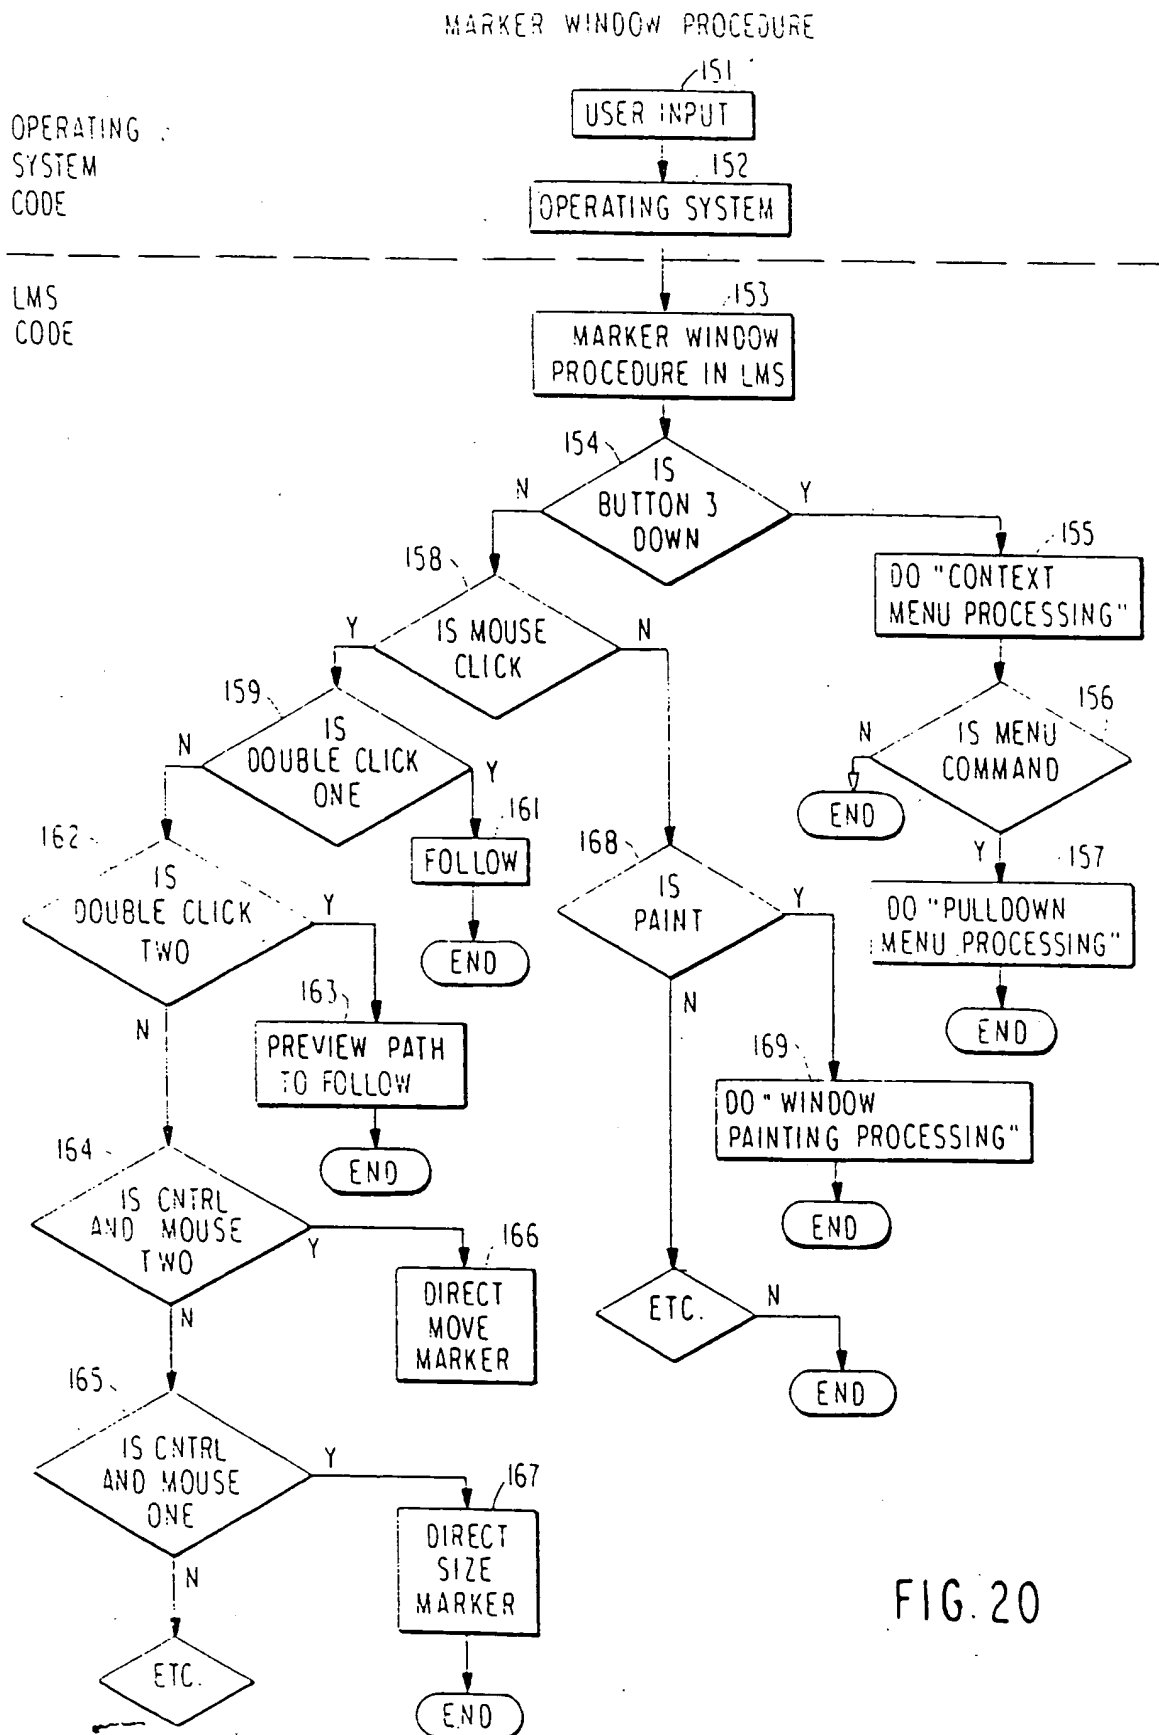 MARKER WINDOW PROCEDURE
151
USER INPUT
OPERATING
SYSTEM
CODE
152
OPERATING SYSTEM
LMS
CODE
153
MARKER WINDOW
PROCEDURE IN LMS
154
IS
BUTTON 3
DOWN
N
Y
155
DO "CONTEXT
MENU PROCESSING"
158
IS MOUSE
CLICK
Y
N
156
IS MENU
COMMAND
N
END
Y
159
IS
DOUBLE CLICK
ONE
N
Y
161
FOLLOW
END
157
DO "PULLDOWN
MENU PROCESSING"
END
162
IS
DOUBLE CLICK
TWO
Y
N
168
IS
PAINT
Y
N
163
PREVIEW PATH
TO FOLLOW
END
169
DO "WINDOW
PAINTING PROCESSING"
END
164
IS CNTRL
AND MOUSE
TWO
Y
N
166
DIRECT
MOVE
MARKER
ETC.
N
END
165
IS CNTRL
AND MOUSE
ONE
Y
N
167
DIRECT
SIZE
MARKER
END
ETC.
FIG. 20